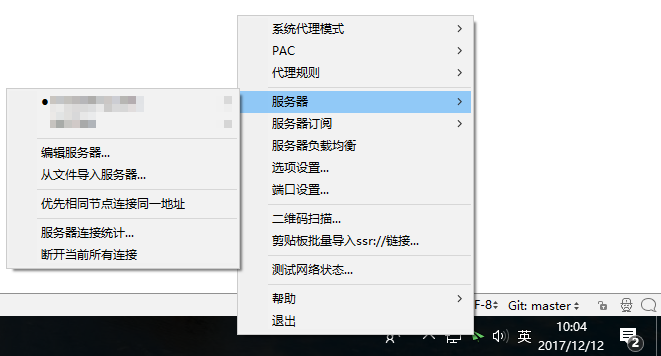 系统代理模式
PAC
代理规则
服务器
服务器订阅
服务器负载均衡
选项设置...
端口设置...
二维码扫描...
剪贴板批量导入ssr://链接...
测试网络状态...
帮助
退出
编辑服务器...
从文件导入服务器...
优先相同节点连接同一地址
服务器连接统计...
断开当前所有连接
F-8 Git: master
英
10:04
2017/12/12
2